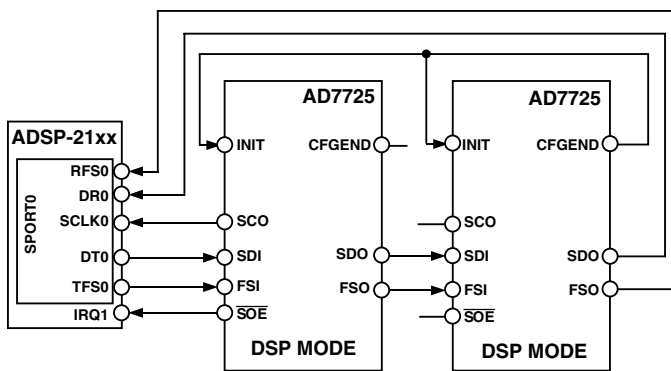 ADSP-21xx
SPORT0
RFS0
DR0
SCLK0
DT0
TFS0
IRQ1
AD7725
INIT
CFGEND
SCO
SDI
SDO
FSI
FSO
SOE
DSP MODE
AD7725
INIT
CFGEND
SCO
SDI
SDO
FSI
FSO
SOE
DSP MODE